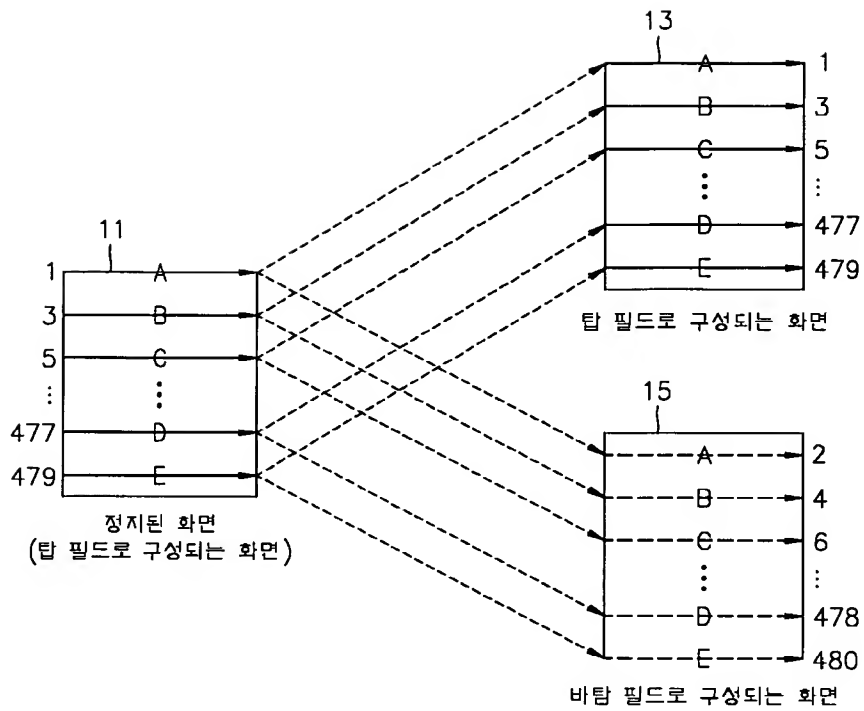 11
1 A
3 B
5 C
⋮ ⋮
477 D
479 E
정지된 화면
(탑 필드로 구성되는 화면)
13
A 1
B 3
C 5
⋮ ⋮
D 477
E 479
탑 필드로 구성되는 화면
15
A 2
B 4
C 6
⋮ ⋮
D 478
E 480
바탐 필드로 구성되는 화면